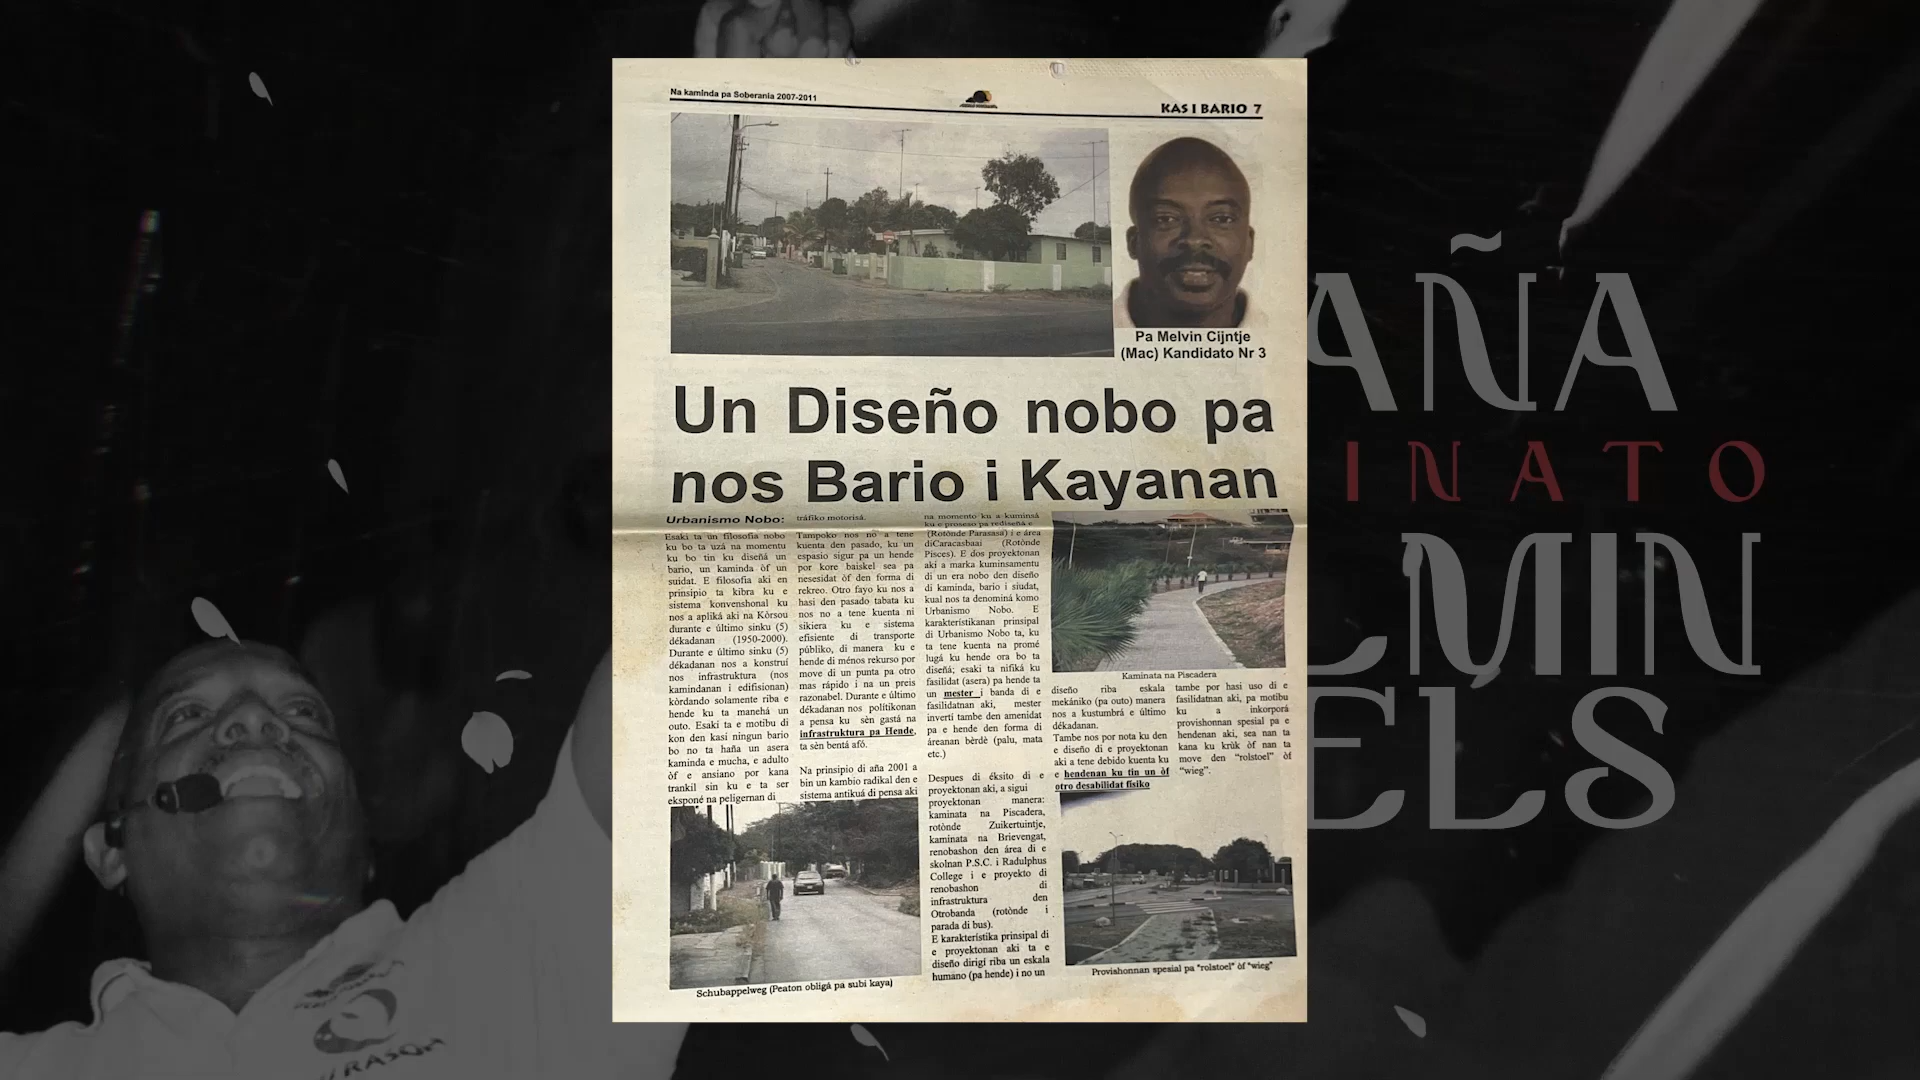 Na kaminda pa Soberania 2007-2011
KAS I BARIO 7
Pa Melvin Cijntje
(Mac) Kandidato Nr 3
Un Diseño nobo pa
nos Bario i Kayanan
Urbanismo Nobo:
Esaki ta un filosofia nobo
ku bo ta uzá na momentu
ku bo tin ku diseñá un
bario, un kaminda òf un
suidat. E filosofia aki en
prinsipio ta kibra ku e
sistema konvenshonal ku
nos a apliká aki na Kòrsou
durante e último sinku (5)
dékadanan (1950-2000).
Durante e último sinku (5)
dékadanan nos a konstruí
nos infrastruktura (nos
kamindanan i edifisionan)
kòrdando solamente riba e
hende ku ta manehá un
outo. Esaki ta e motibu di
kon den kasi ningun bario
bo no ta haña un asera
kaminda e mucha, e adulto
òf e ansiano por kana
trankil sin ku e ta ser
eksponé na peligernan di
tráfiko motorisá.
Tampoko nos no a tene
kuenta den pasado, ku un
espasio sigur pa un hende
por kore baiskel sea pa
nesesidat òf den forma di
rekreo. Otro fayo ku nos a
hasi den pasado tabata ku
nos no a tene kuenta ni
sikiera ku e sistema
efisiente di transporte
públiko, di manera ku e
hende di ménos rekurso por
move di un punta pa otro
mas rápido i na un preis
razonabel. Durante e último
dékadanan nos polítikonan
a pensa ku sèn gastá na
infrastruktura pa Hende,
ta sèn bentá afó.
Na prinsipio di aña 2001 a
bin un kambio radikal den e
sistema antikuá di pensa aki
na momento ku a kuminsá
ku e proseso pa rediseñá e
(Rotònde Parasasa) i e área
diCaracasbaai (Rotònde
Pisces). E dos proyektonan
aki a marka kuminsamentu
di un era nobo den diseño
di kaminda, bario i siudat,
kual nos ta denominá komo
Urbanismo Nobo. E
karakteristikanan prinsipal
di Urbanismo Nobo ta, ku
ta tene kuenta na promé
lugá ku hende ora bo ta
diseñá; esaki ta nifiká ku
fasilidat (asera) pa hende ta
un mester i banda di e
fasilidatnan aki, mester
invertí tambe den amenidat
pa e hende den forma di
áreanan bèrdè (palu, mata
etc.)
Despues di éksito di e
proyektonan aki, a sigui
proyektonan manera:
kaminata na Piscadera,
rotònde Zuikertuintje,
kaminata na Brievengat,
renobashon den área di e
skolnan P.S.C. i Radulphus
College i e proyekto di
renobashon di
infrastruktura den
Otrobanda (rotònde i
parada di bus).
E karakterístika prinsipal di
e proyektonan aki ta e
diseño dirigi riba un eskala
humano (pa hende) i no un
Kaminata na Piscadera
diseño riba eskala
mekániko (pa outo) manera
nos a kustumbrá e último
dékadanan.
Tambe nos por nota ku den
e diseño di e proyektonan
aki a tene debido kuenta ku
e hendenan ku tin un òf
otro desabilidat físiko
tambe por hasi uso di e
fasilidatnan aki, pa motibu
ku a inkorporá
provishonnan spesial pa e
hendenan aki, sea nan ta
kana ku krùk òf nan ta
move den "rolstoel" òf
"wieg".
Schubappelweg (Peaton obligá pa subi kaya)
Provishonnan spesial pa "rolstoel" òf "wieg"
AÑA
INATO
LMIN
ELS